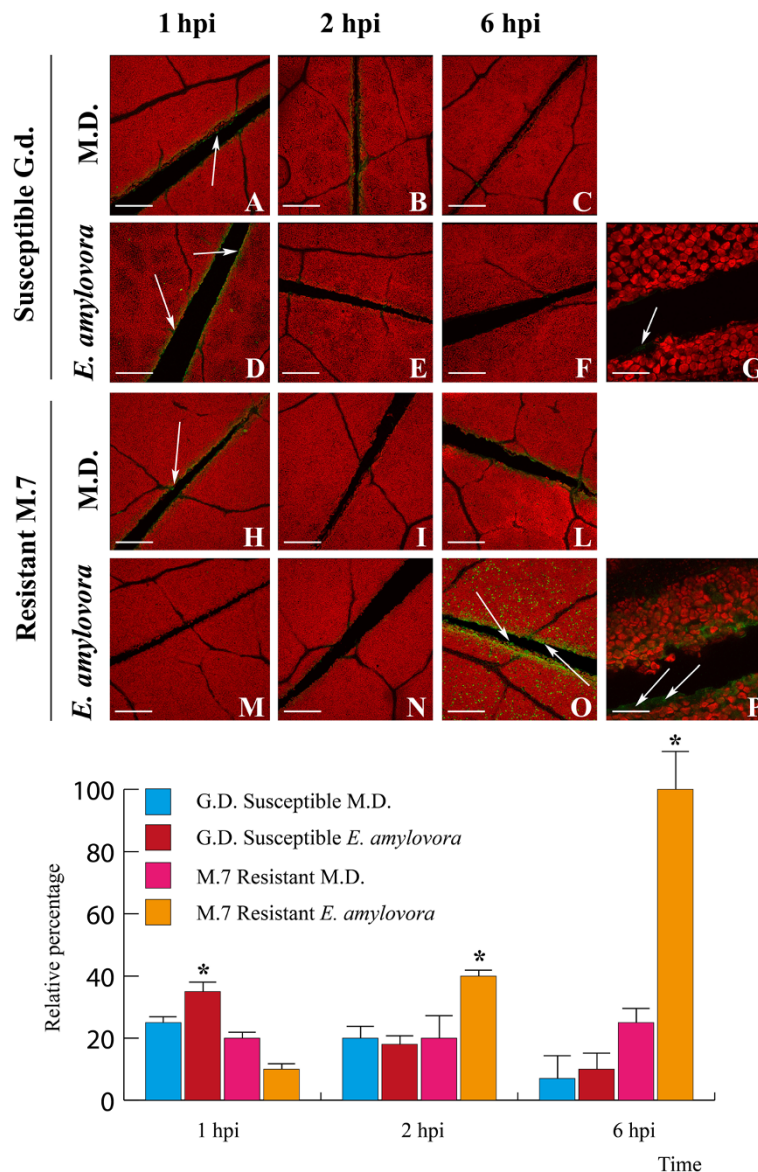 1 hpi 2 hpi 6 hpi
Susceptible G.d.
M.D.
A B C
E. amylovora
D E F G
Resistant M.7
M.D.
H I L
E. amylovora
M N O P
Relative percentage
100
80
60
40
20
0
G.D. Susceptible M.D.
G.D. Susceptible E. amylovora
M.7 Resistant M.D.
M.7 Resistant E. amylovora
* * *
1 hpi 2 hpi 6 hpi
Time